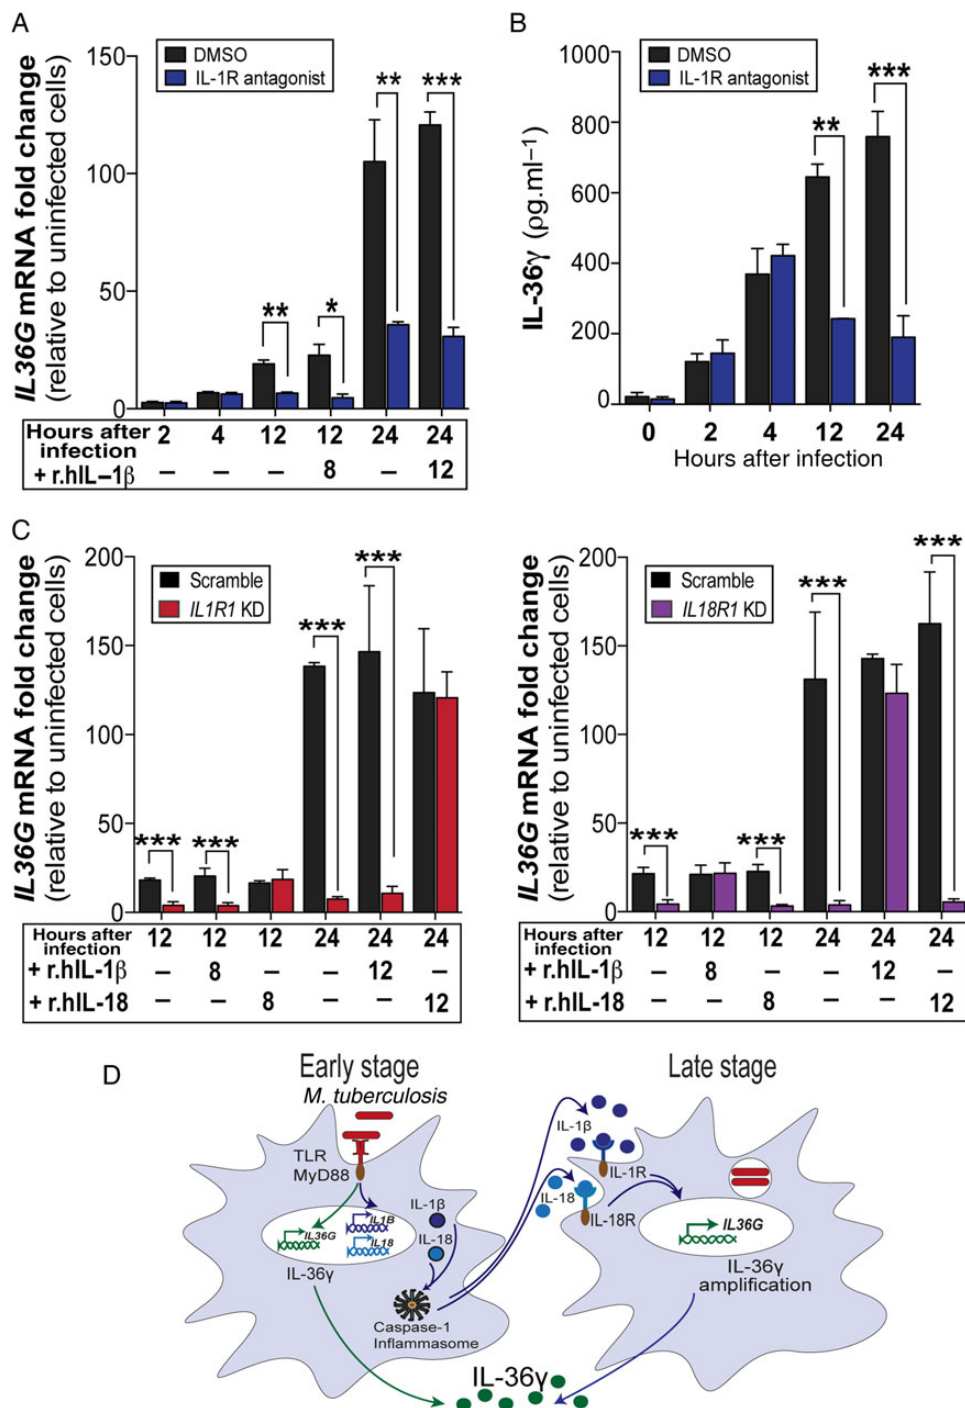 A
DMSO
IL-1R antagonist
IL36G mRNA fold change
(relative to uninfected cells)
150
100
50
0
** * ** ***
Hours after infection 2 4 12 12 24 24
+ r.hIL–1β – – – 8 – 12
B
DMSO
IL-1R antagonist
IL-36γ (ρg.ml⁻¹)
1000
800
600
400
200
0
** ***
0 2 4 12 24
Hours after infection
C
Scramble
IL1R1 KD
IL36G mRNA fold change
(relative to uninfected cells)
200
150
100
50
0
*** *** *** ***
Hours after infection 12 12 12 24 24 24
+ r.hIL-1β – 8 – – 12 –
+ r.hIL-18 – – 8 – – 12
Scramble
IL18R1 KD
IL36G mRNA fold change
(relative to uninfected cells)
200
150
100
50
0
*** *** *** ***
Hours after infection 12 12 12 24 24 24
+ r.hIL-1β – 8 – – 12 –
+ r.hIL-18 – – 8 – – 12
D
Early stage
M. tuberculosis
TLR
MyD88
IL36G
IL1B
IL18
IL-36γ
IL-1β
IL-18
Caspase-1
Inflammasome
Late stage
IL-1β
IL-1R
IL-18
IL-18R
IL36G
IL-36γ
amplification
IL-36γ